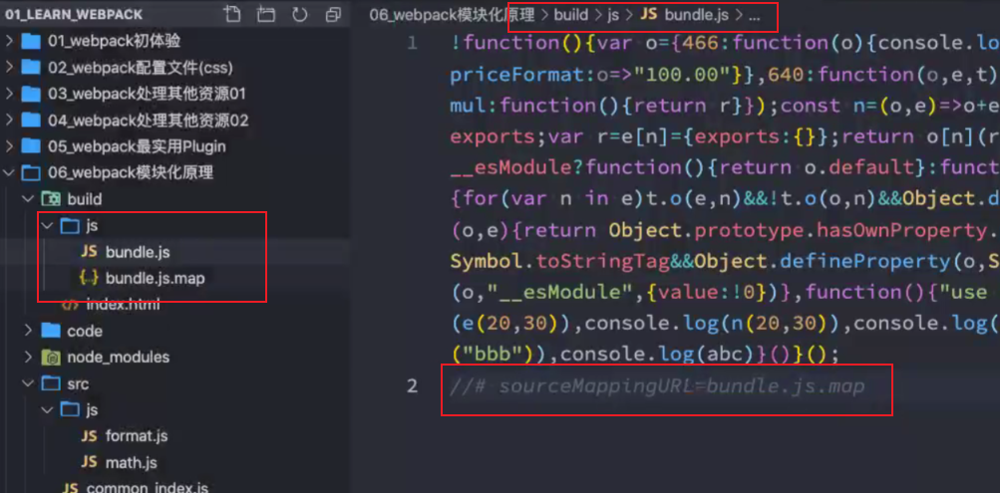 01_LEARN_WEBPACK
01_webpack初体验
02_webpack配置文件(css)
03_webpack处理其他资源01
04_webpack处理其他资源02
05_webpack最实用Plugin
06_webpack模块化原理
build
js
JS bundle.js
{·} bundle.js.map
index.html
code
node_modules
src
js
JS format.js
JS math.js
JS common_index.js
06_webpack模块化原理 > build > js > JS bundle.js > ...
1 !function(){var o={466:function(o){console.lo
priceFormat:o=>"100.00"}},640:function(o,e,t)
mul:function(){return r}});const n=(o,e)=>o+e
exports;var r=e[n]={exports:{}};return o[n](r
__esModule?function(){return o.default}:funct
{for(var n in e)t.o(e,n)&&!t.o(o,n)&&Object.d
(o,e){return Object.prototype.hasOwnProperty.
Symbol.toStringTag&&Object.defineProperty(o,S
(o,"__esModule",{value:!0})},function(){"use
(e(20,30)),console.log(n(20,30)),console.log(
("bbb")),console.log(abc)}()}();
2 //# sourceMappingURL=bundle.js.map